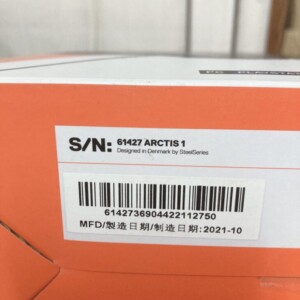 S/N: 61427 ARCTIS 1
Designed in Denmark by SteelSeries
6142736904422112750
MFD/製造日期/制造日期:2021-10